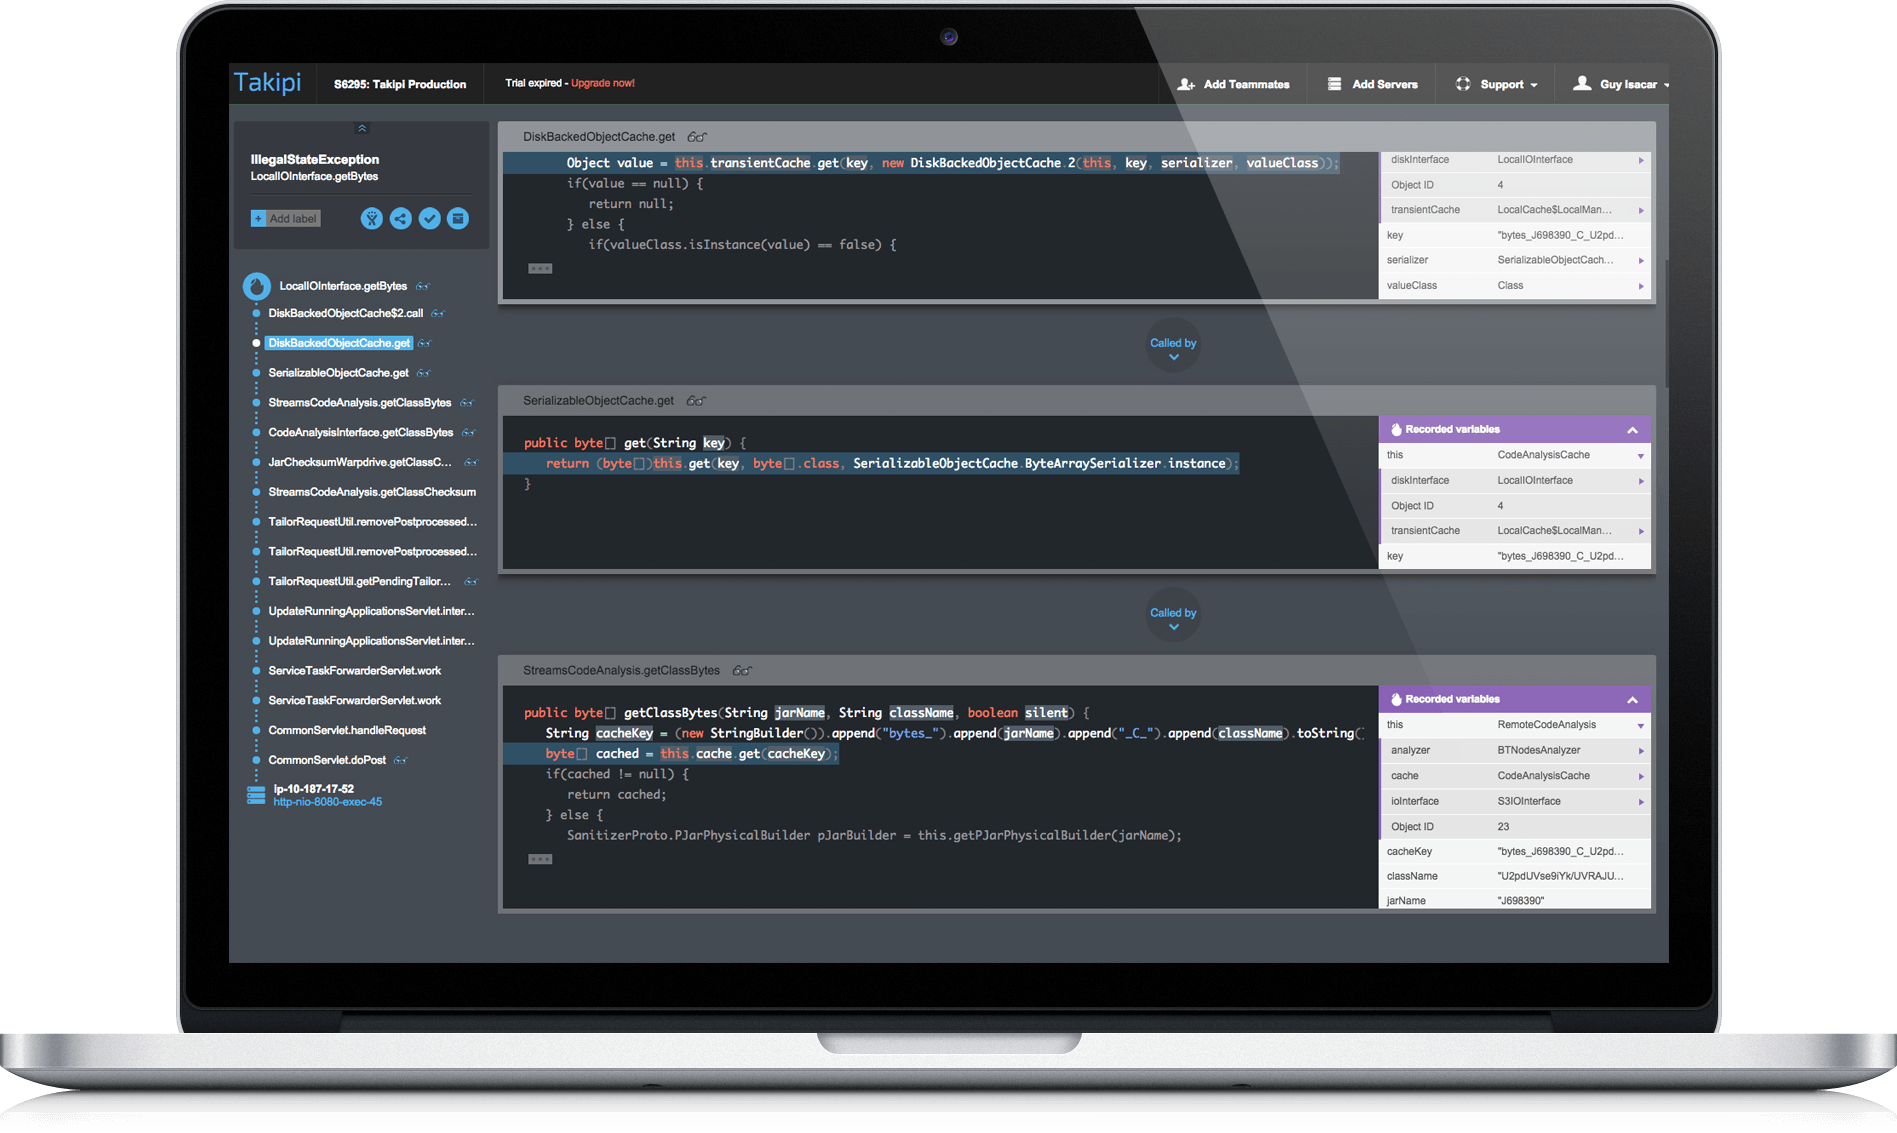 Takipi
S6295: Takipi Production
Trial expired - Upgrade now!
Add Teammates
Add Servers
Support
Guy Isacar
IllegalStateException
LocalIOInterface.getBytes
+ Add label
LocalIOInterface.getBytes
DiskBackedObjectCache$2.call
DiskBackedObjectCache.get
SerializableObjectCache.get
StreamsCodeAnalysis.getClassBytes
CodeAnalysisInterface.getClassBytes
JarChecksumWarpdrive.getClassC...
StreamsCodeAnalysis.getClassChecksum
TailorRequestUtil.removePostprocessed...
TailorRequestUtil.removePostprocessed...
TailorRequestUtil.getPendingTailor...
UpdateRunningApplicationsServlet.inter...
UpdateRunningApplicationsServlet.inter...
ServiceTaskForwarderServlet.work
ServiceTaskForwarderServlet.work
CommonServlet.handleRequest
CommonServlet.doPost
ip-10-187-17-52
http-nio-8080-exec-45
DiskBackedObjectCache.get
Object value = this.transientCache.get(key, new DiskBackedObjectCache.2(this, key, serializer, valueClass));
if(value == null) {
return null;
} else {
if(valueClass.isInstance(value) == false) {
...
diskInterface LocalIOInterface
Object ID 4
transientCache LocalCache$LocalMan...
key "bytes_J698390_C_U2pd...
serializer SerializableObjectCach...
valueClass Class
Called by
SerializableObjectCache.get
public byte[] get(String key) {
return (byte[])this.get(key, byte[].class, SerializableObjectCache.ByteArraySerializer.instance);
}
Recorded variables
this CodeAnalysisCache
diskInterface LocalIOInterface
Object ID 4
transientCache LocalCache$LocalMan...
key "bytes_J698390_C_U2pd...
Called by
StreamsCodeAnalysis.getClassBytes
public byte[] getClassBytes(String jarName, String className, boolean silent) {
String cacheKey = (new StringBuilder()).append("bytes_").append(jarName).append("_C_").append(className).toString();
byte[] cached = this.cache.get(cacheKey);
if(cached != null) {
return cached;
} else {
SanitizerProto.PJarPhysicalBuilder pJarBuilder = this.getPJarPhysicalBuilder(jarName);
...
Recorded variables
this RemoteCodeAnalysis
analyzer BTNodesAnalyzer
cache CodeAnalysisCache
ioInterface S3IOInterface
Object ID 23
cacheKey "bytes_J698390_C_U2pd...
className "U2pdUVse9iYk/UVRAJU...
jarName "J698390"